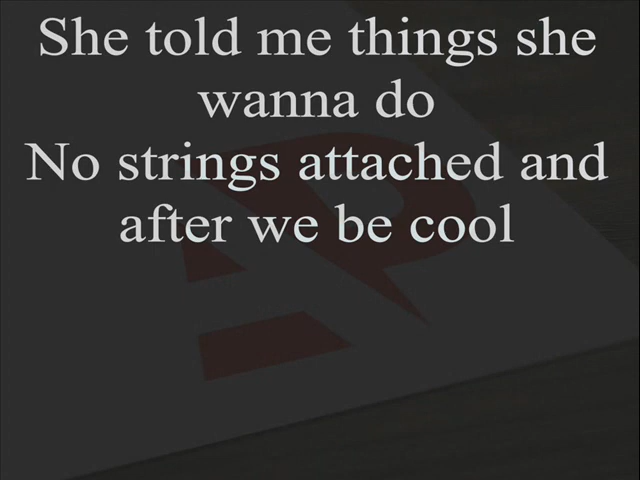 She told me things she
wanna do
No strings attached and
after we be cool